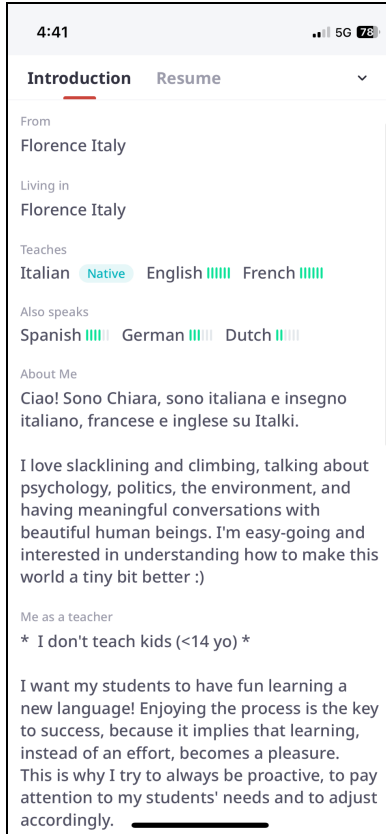 4:41 5G 78
Introduction Resume
From
Florence Italy
Living in
Florence Italy
Teaches
Italian Native English French
Also speaks
Spanish German Dutch
About Me
Ciao! Sono Chiara, sono italiana e insegno
italiano, francese e inglese su Italki.
I love slacklining and climbing, talking about
psychology, politics, the environment, and
having meaningful conversations with
beautiful human beings. I'm easy-going and
interested in understanding how to make this
world a tiny bit better :)
Me as a teacher
* I don't teach kids (<14 yo) *
I want my students to have fun learning a
new language! Enjoying the process is the key
to success, because it implies that learning,
instead of an effort, becomes a pleasure.
This is why I try to always be proactive, to pay
attention to my students' needs and to adjust
accordingly.